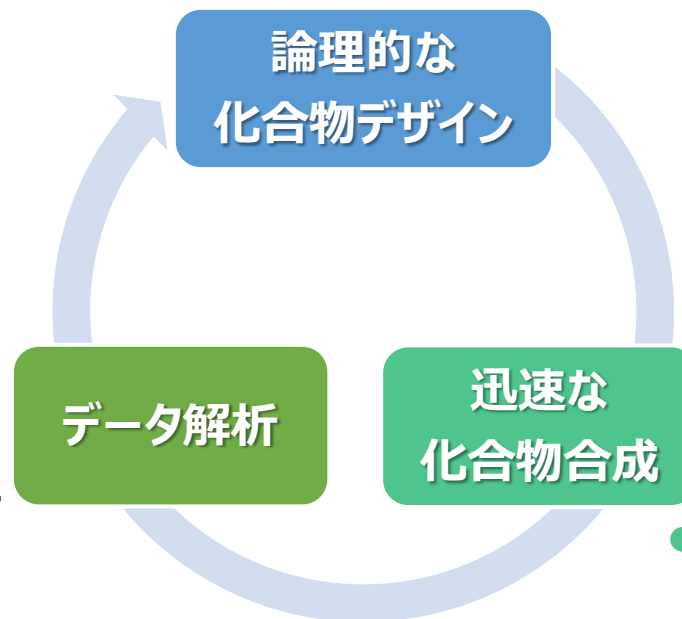 論理的な
化合物デザイン
データ解析
迅速な
化合物合成